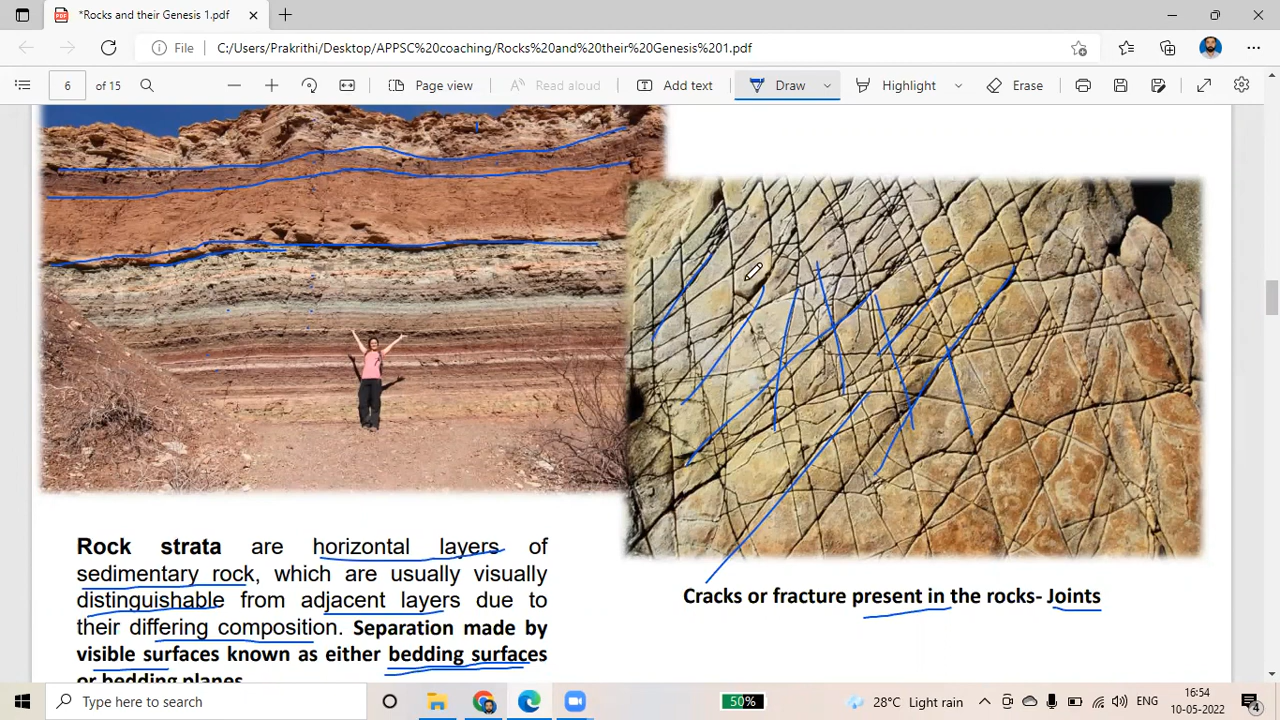 *Rocks and their Genesis 1.pdf
File
C:/Users/Prakrithi/Desktop/APPSC%20coaching/Rocks%20and%20their%20Genesis%201.pdf
6 of 15
Page view
Read aloud
Add text
Draw
Highlight
Erase
Rock strata are horizontal layers of
sedimentary rock, which are usually visually
distinguishable from adjacent layers due to
their differing composition. Separation made by
visible surfaces known as either bedding surfaces
or bedding planes
Cracks or fracture present in the rocks- Joints
Type here to search
50%
28°C Light rain
ENG
16:54
10-05-2022
4